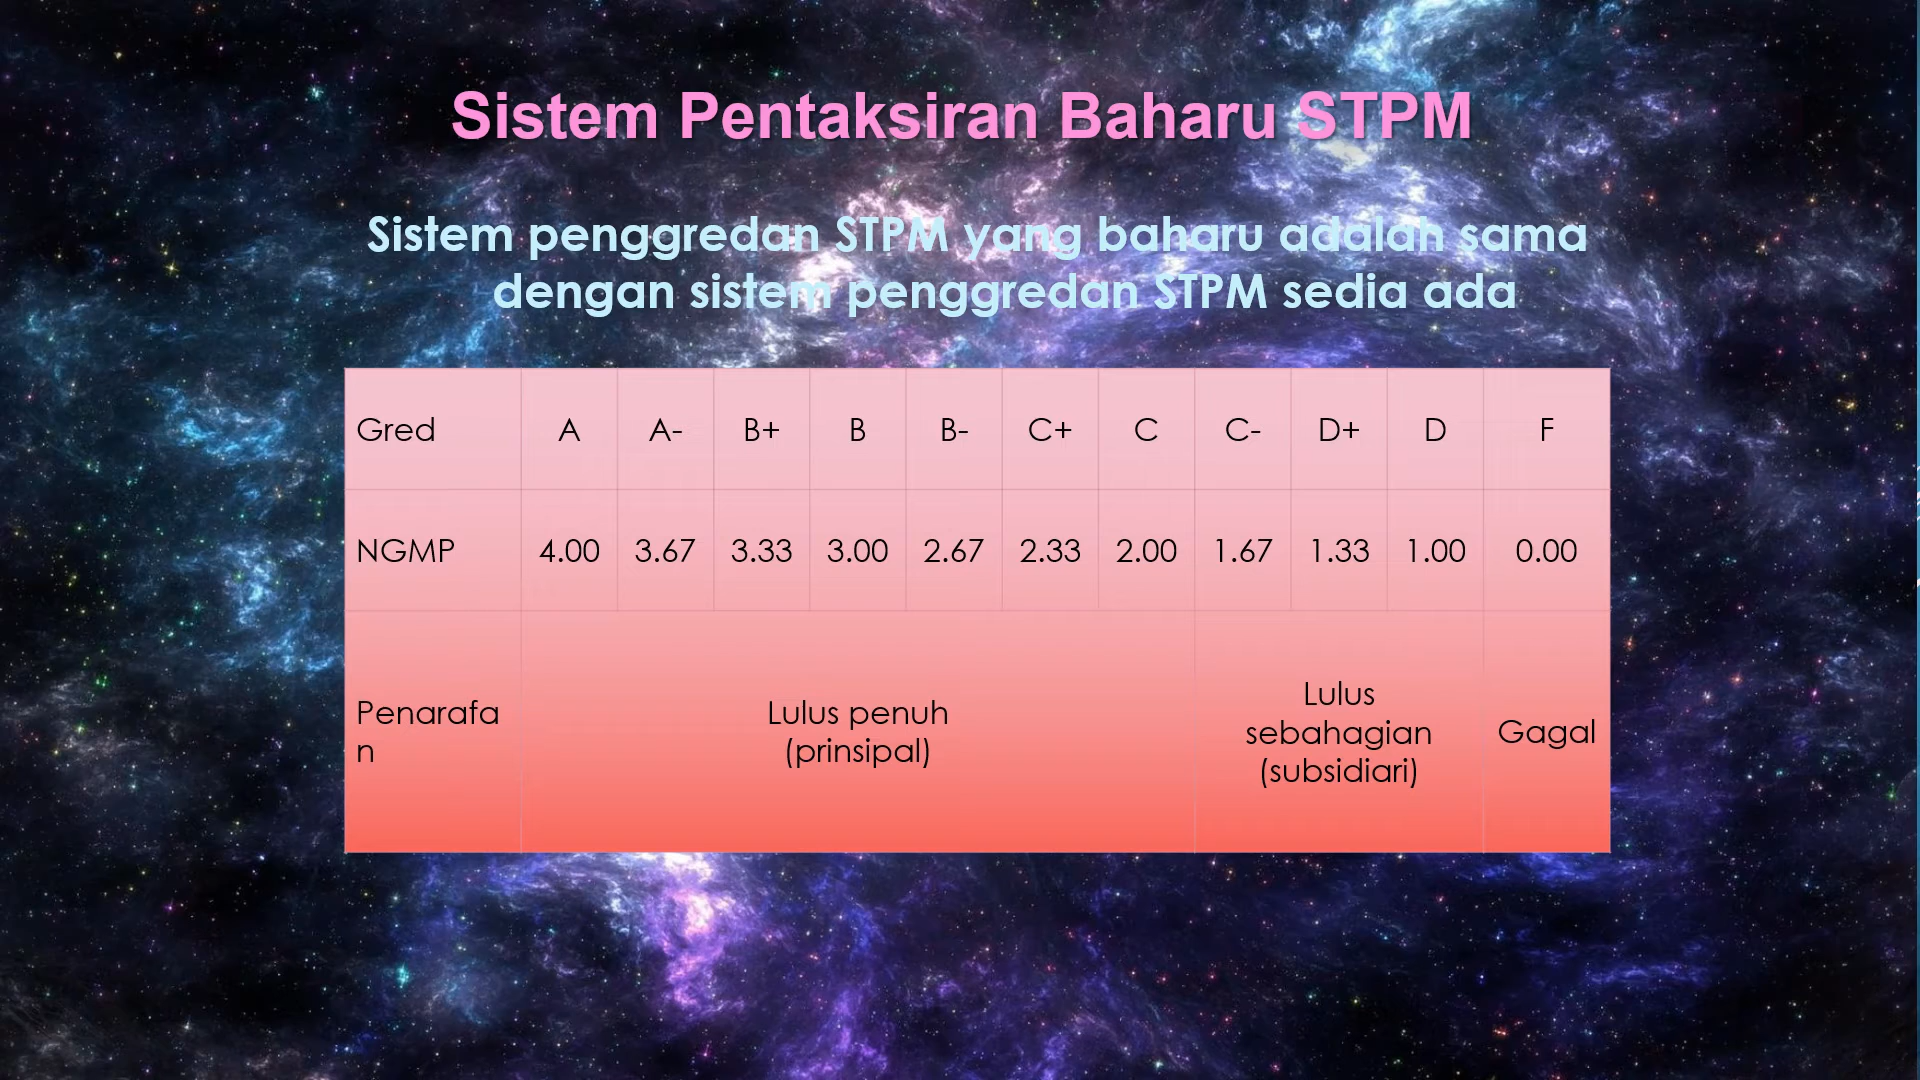 Sistem Pentaksiran Baharu STPM
Sistem penggredan STPM yang baharu adalah sama
dengan sistem penggredan STPM sedia ada
Gred A A- B+ B B- C+ C C- D+ D F
NGMP 4.00 3.67 3.33 3.00 2.67 2.33 2.00 1.67 1.33 1.00 0.00
Penarafa
n
Lulus penuh
(prinsipal)
Lulus
sebahagian
(subsidiari)
Gagal